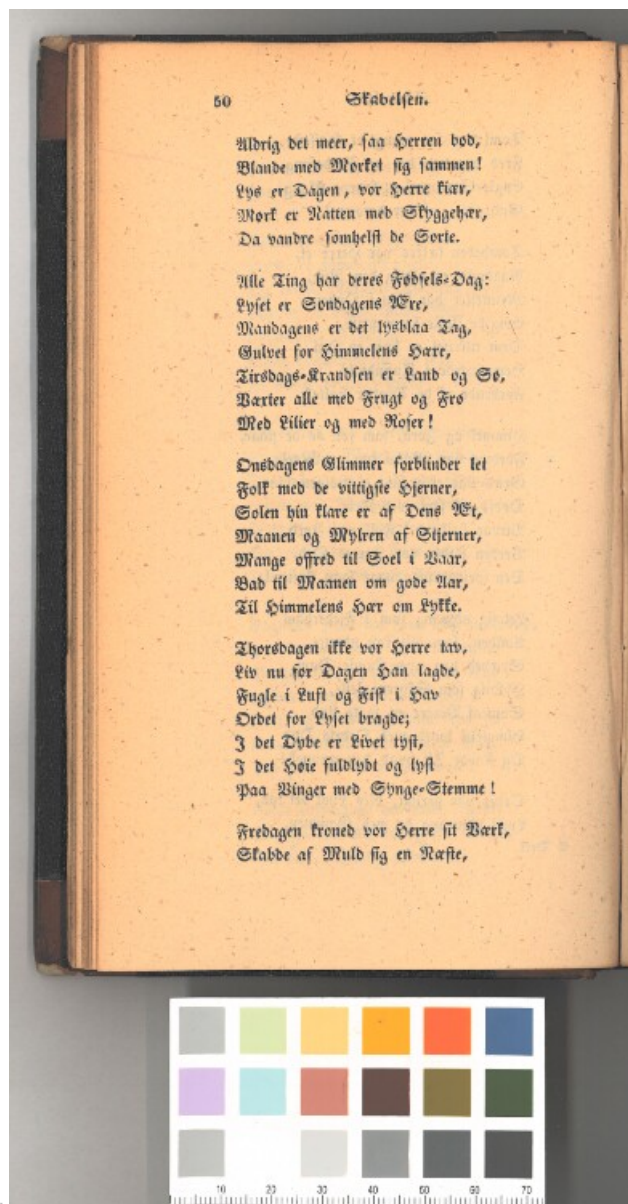 50 Skabelsen.
Aldrig det meer, saa Herren bød,
Blande med Mørket sig sammen!
Lys er Dagen, vor Herre kiær,
Mørk er Natten med Skyggehær,
Da vandre somhelst de Sorte.
Alle Ting har deres Fødsels-Dag:
Lyset er Søndagens Ære,
Mandagens er det lysblaa Tag,
Gulvet for Himmelens Hære,
Tirsdags-Krandsen er Land og Sø,
Væxter alle med Frugt og Frø
Med Lilier og med Roser!
Onsdagens Glimmer forblinder let
Folk med de vittigste Hjerner,
Solen hin klare er af Dens Æt,
Maanen og Mylren af Stjerner,
Mange offred til Soel i Vaar,
Bad til Maanen om gode Aar,
Til Himmelens Hær om Lykke.
Thorsdagen ikke vor Herre tav,
Liv nu for Dagen Han lagde,
Fugle i Luft og Fisk i Hav
Ordet for Lyset bragde;
I det Dybe er Livet tyst,
I det Høie fuldlydt og lyst
Paa Vinger med Synge-Stemme!
Fredagen kroned vor Herre sit Værk,
Skabde af Muld sig en Næste,
10 20 30 40 50 60 70